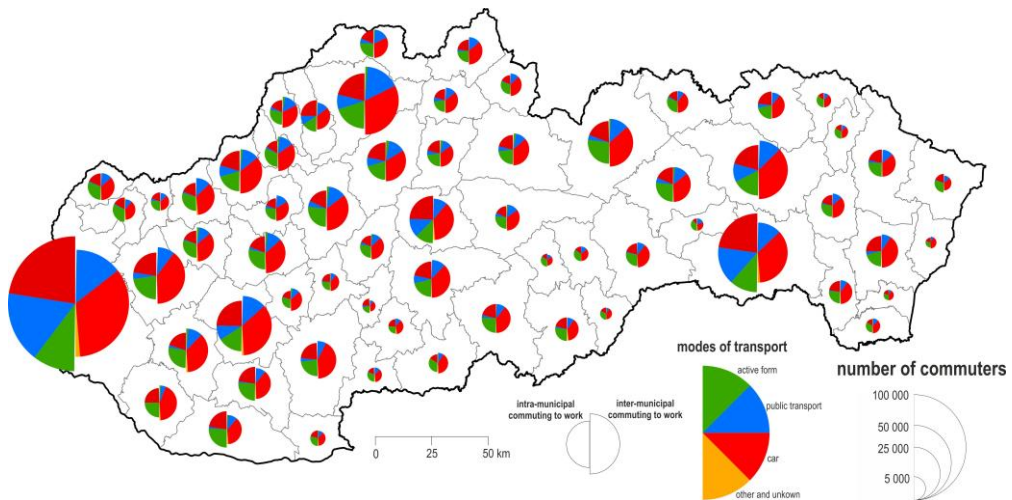 modes of transport
active form
public transport
car
other and unkown
intra-municipal
commuting to work
inter-municipal
commuting to work
0 25 50 km
number of commuters
100 000
50 000
25 000
5 000